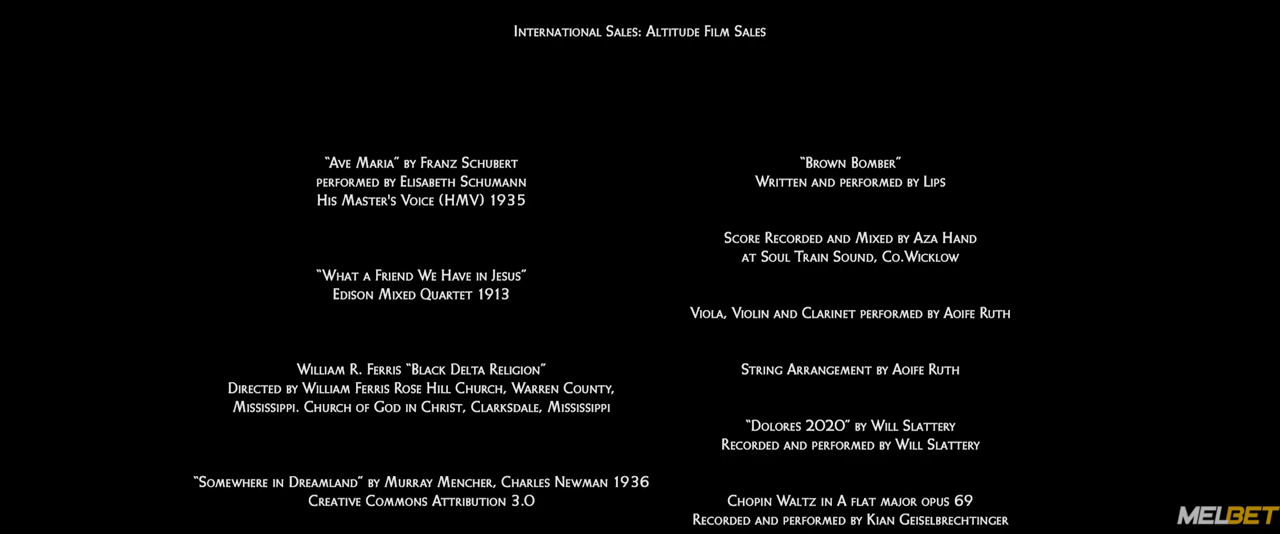 International Sales: Altitude Film Sales
“Ave Maria” by Franz Schubert
performed by Elisabeth Schumann
His Master's Voice (HMV) 1935
“What a Friend We Have in Jesus”
Edison Mixed Quartet 1913
William R. Ferris “Black Delta Religion”
Directed by William Ferris Rose Hill Church, Warren County,
Mississippi. Church of God in Christ, Clarksdale, Mississippi
“Somewhere in Dreamland” by Murray Mencher, Charles Newman 1936
Creative Commons Attribution 3.0
“Brown Bomber”
Written and performed by Lips
Score Recorded and Mixed by Aza Hand
at Soul Train Sound, Co.Wicklow
Viola, Violin and Clarinet performed by Aoife Ruth
String Arrangement by Aoife Ruth
“Dolores 2020” by Will Slattery
Recorded and performed by Will Slattery
Chopin Waltz in A flat major opus 69
Recorded and performed by Kian Geiselbrechtinger
MELBET